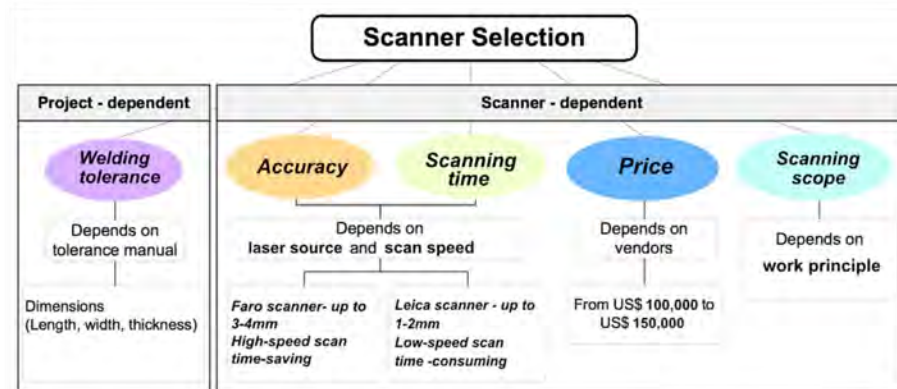 Scanner Selection
Project - dependent
Scanner - dependent
Welding
tolerance
Accuracy
Scanning
time
Price
Scanning
scope
Depends on
tolerance manual
Depends on
laser source and scan speed
Depends on
vendors
Depends on
work principle
Dimensions
(Length, width, thickness)
Faro scanner- up to
3-4mm
High-speed scan
time-saving
Leica scanner - up to
1-2mm
Low-speed scan
time -consuming
From US$ 100,000 to
US$ 150,000